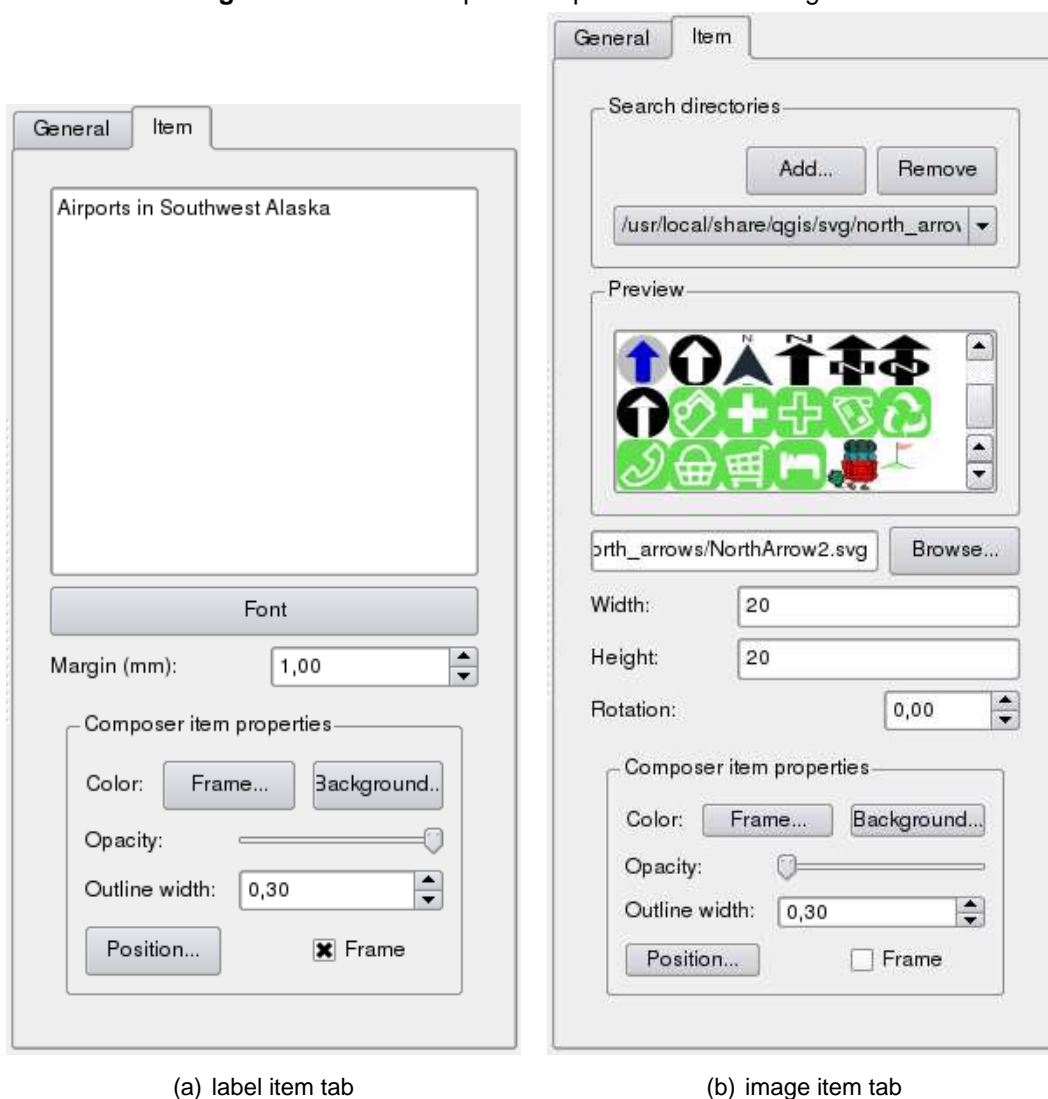 General Item
Airports in Southwest Alaska
Font
Margin (mm): 1,00
Composer item properties
Color: Frame... Background..
Opacity:
Outline width: 0,30
Position... Frame
(a) label item tab
General Item
Search directories
Add... Remove
/usr/local/share/qgis/svg/north_arrov
Preview
N N
orth_arrows/NorthArrow2.svg Browse...
Width: 20
Height: 20
Rotation: 0,00
Composer item properties
Color: Frame... Background...
Opacity:
Outline width: 0,30
Position... Frame
(b) image item tab